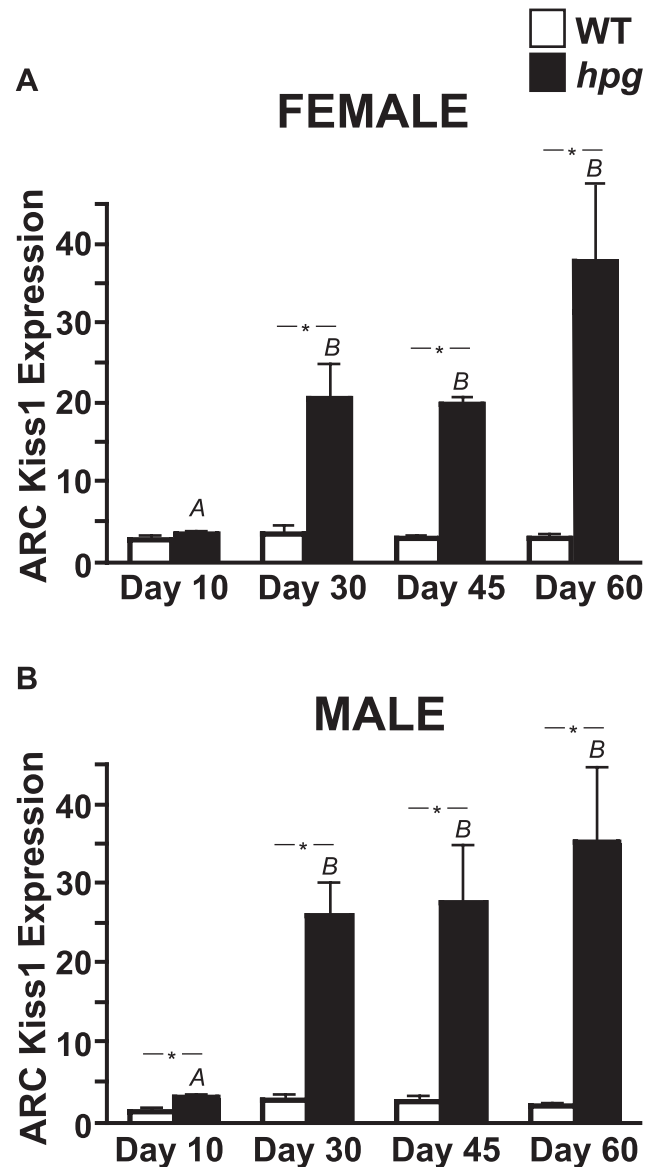 WT
hpg
A
FEMALE
ARC Kiss1 Expression
40
30
20
10
0
A
— * —
B
— * —
B
— * —
B
Day 10 Day 30 Day 45 Day 60
B
MALE
ARC Kiss1 Expression
40
30
20
10
0
— * —
A
— * —
B
— * —
B
— * —
B
Day 10 Day 30 Day 45 Day 60